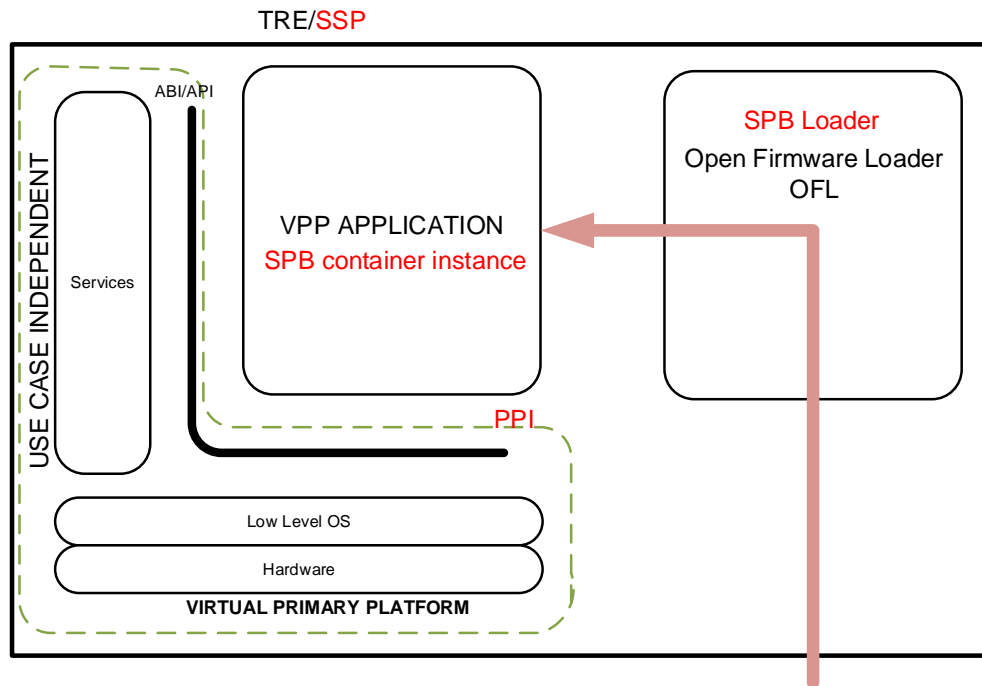 TRE/SSP
ABI/API
USE CASE INDEPENDENT
Services
VPP APPLICATION
SPB container instance
SPB Loader
Open Firmware Loader
OFL
PPI
Low Level OS
Hardware
VIRTUAL PRIMARY PLATFORM